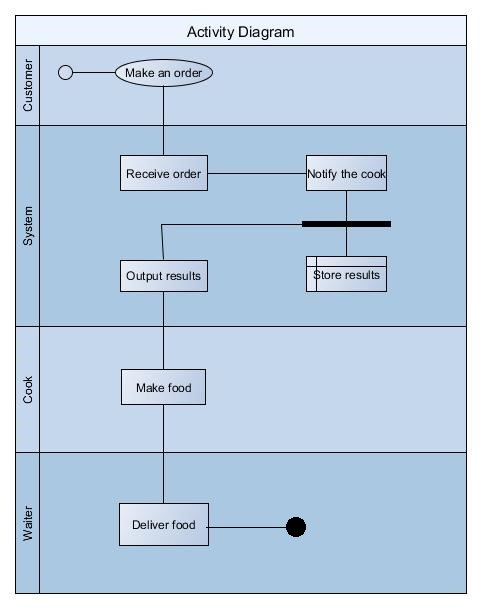 Activity Diagram
Customer
Make an order
System
Receive order
Notify the cook
Output results
Store results
Cook
Make food
Waiter
Deliver food